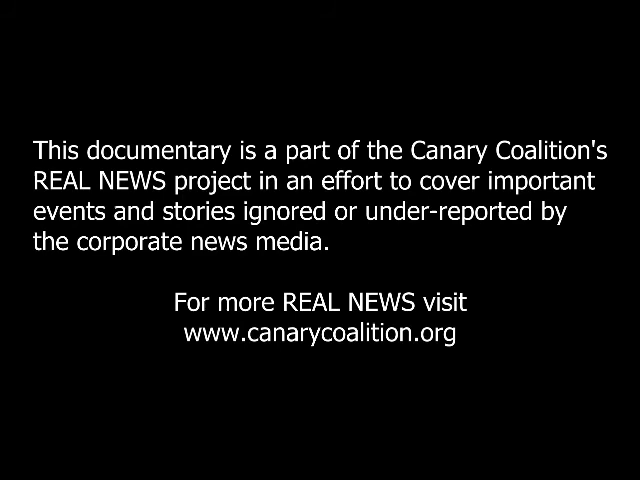 This documentary is a part of the Canary Coalition's
REAL NEWS project in an effort to cover important
events and stories ignored or under-reported by
the corporate news media.
For more REAL NEWS visit
www.canarycoalition.org